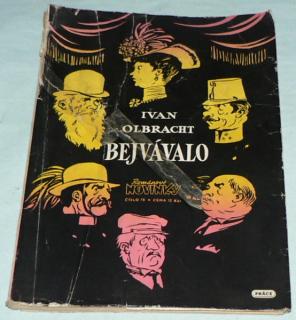 IVAN
OLBRACHT
BEJVÁVALO
Románové
NOVINKY
ČÍSLO 78 • CENA 12 Kčs
PRÁCE